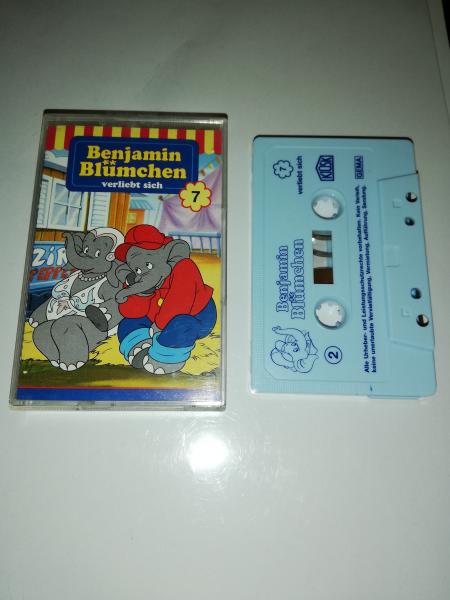 Benjamin
Blümchen
verliebt sich
7
ZIR
7
verliebt sich
KIOSK
GEMA
Benjamin
Blümchen
2
Alle Urheber- und Leistungsschutzrechte vorbehalten. Kein Verleih,
keine unerlaubte Vervielfältigung, Vermietung, Aufführung, Sendung.